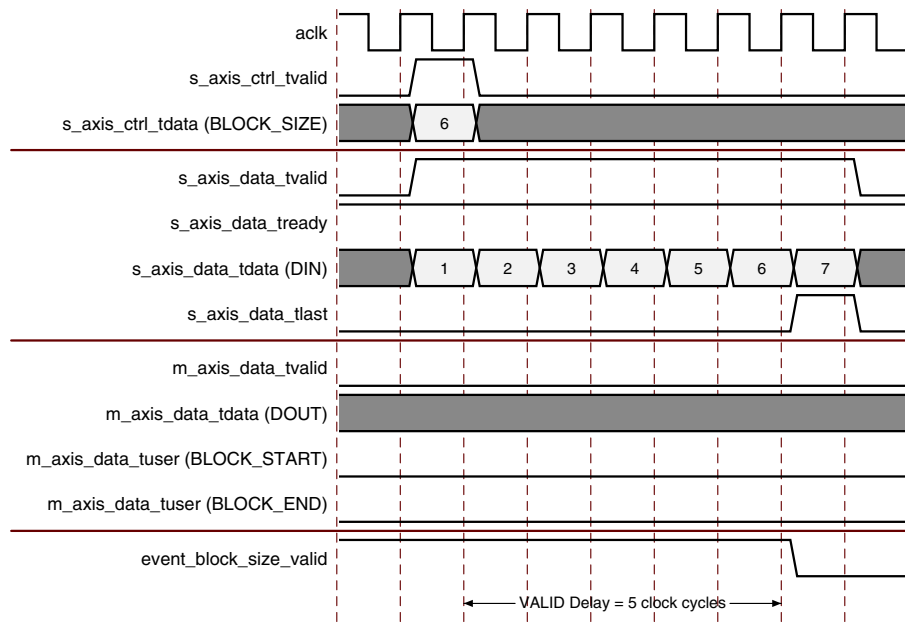 aclk
s_axis_ctrl_tvalid
s_axis_ctrl_tdata (BLOCK_SIZE) 6
s_axis_data_tvalid
s_axis_data_tready
s_axis_data_tdata (DIN) 1 2 3 4 5 6 7
s_axis_data_tlast
m_axis_data_tvalid
m_axis_data_tdata (DOUT)
m_axis_data_tuser (BLOCK_START)
m_axis_data_tuser (BLOCK_END)
event_block_size_valid
VALID Delay = 5 clock cycles